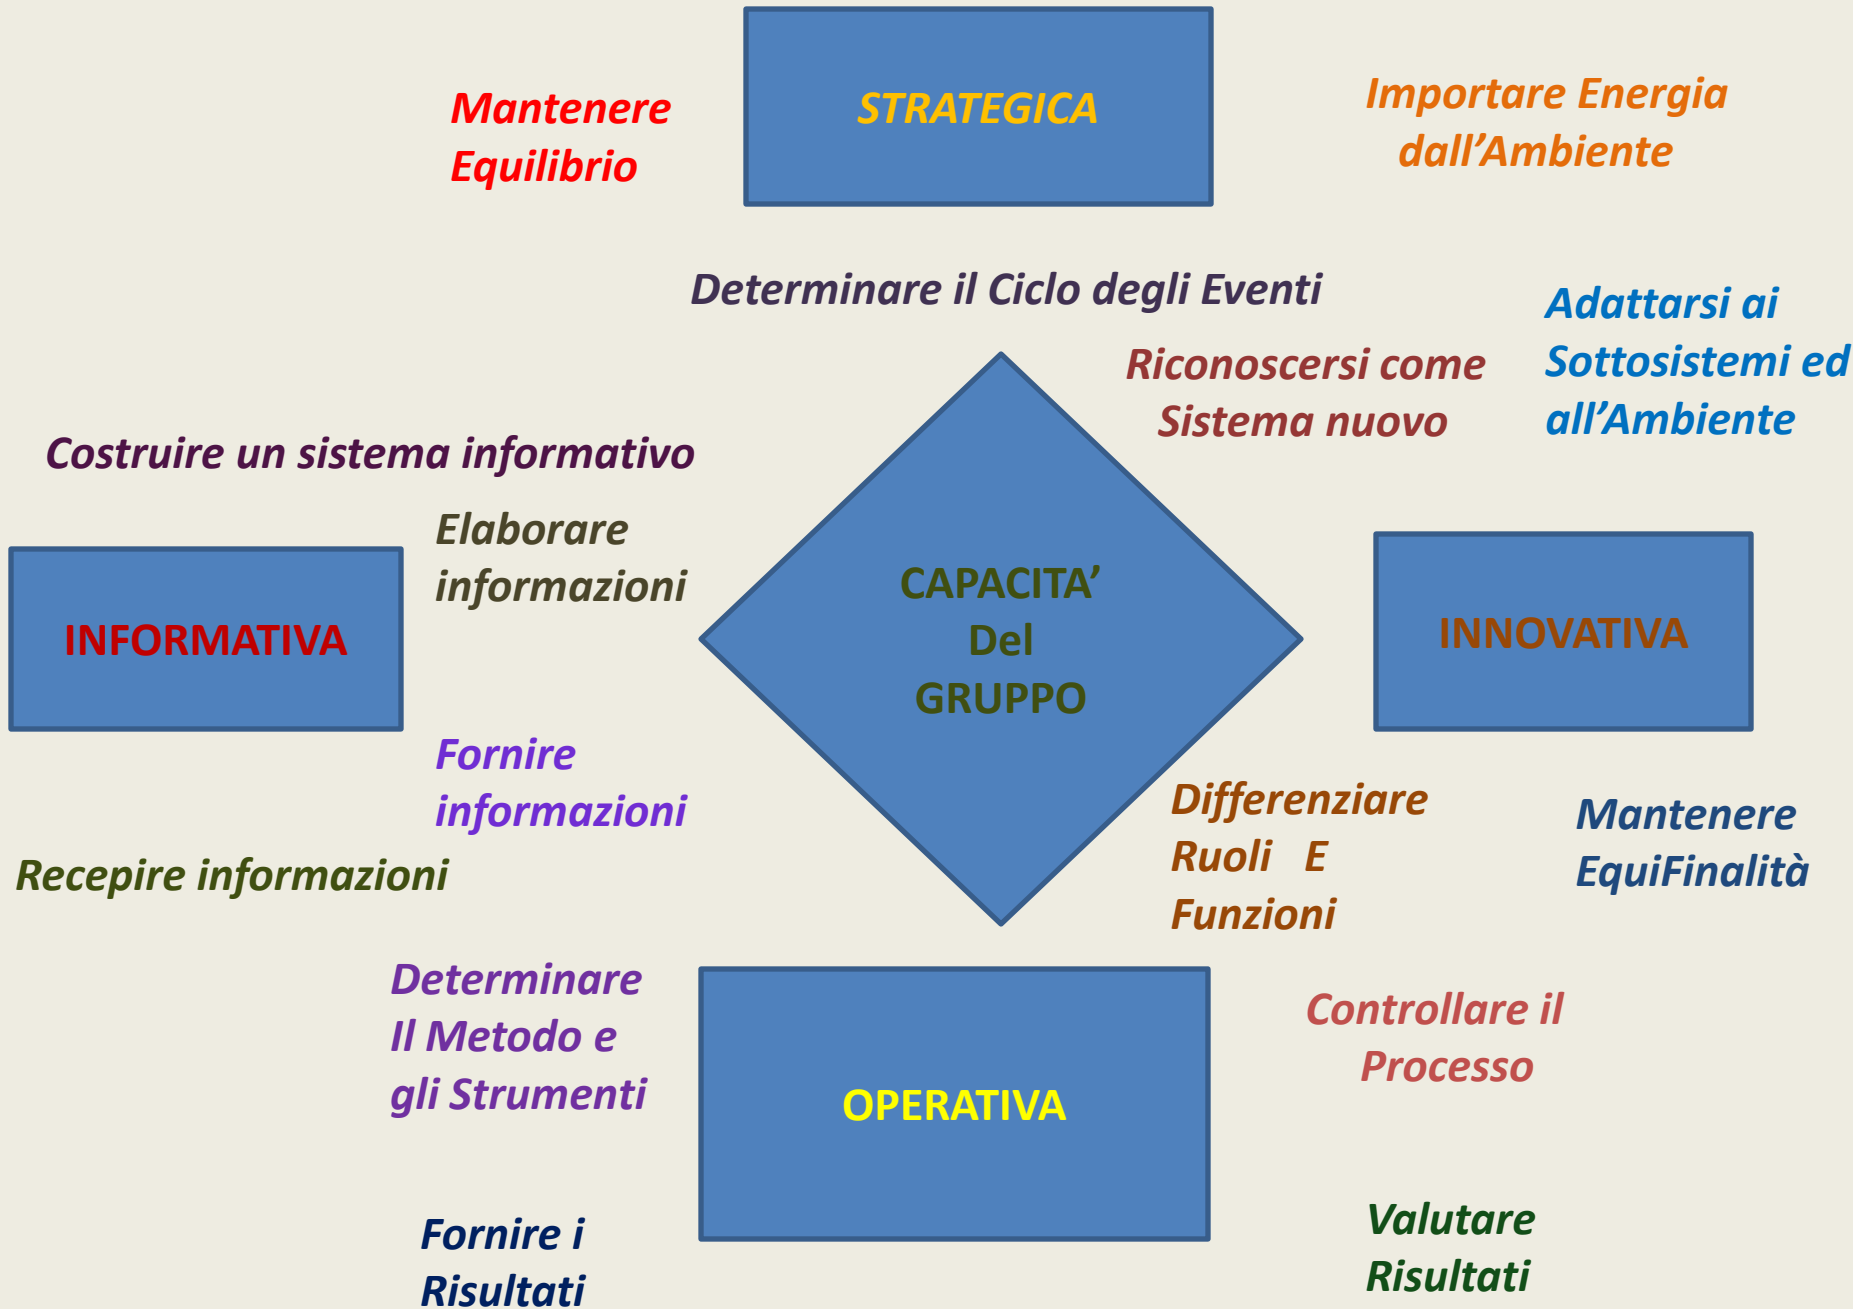 STRATEGICA
Mantenere
Equilibrio
Importare Energia
dall’Ambiente
Determinare il Ciclo degli Eventi
Adattarsi ai
Sottosistemi ed
all’Ambiente
Riconoscersi come
Sistema nuovo
Costruire un sistema informativo
Elaborare
informazioni
INFORMATIVA
CAPACITA’
Del
GRUPPO
INNOVATIVA
Fornire
informazioni
Recepire informazioni
Differenziare
Ruoli E
Funzioni
Mantenere
EquiFinalità
Determinare
Il Metodo e
gli Strumenti
OPERATIVA
Controllare il
Processo
Fornire i
Risultati
Valutare
Risultati